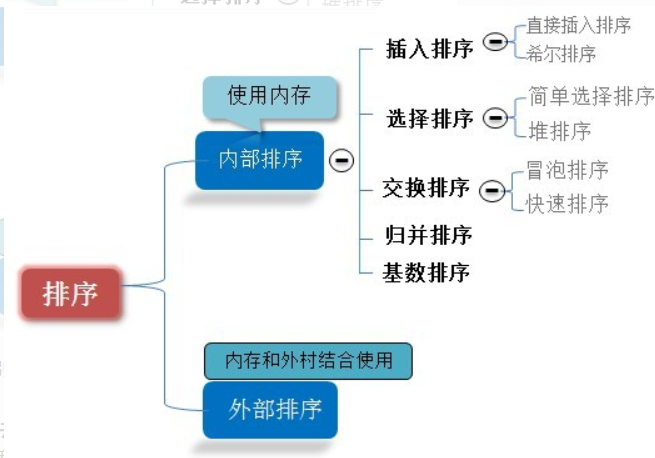 插入排序
直接插入排序
希尔排序
使用内存
选择排序
简单选择排序
堆排序
内部排序
交换排序
冒泡排序
快速排序
归并排序
基数排序
排序
内存和外村结合使用
外部排序